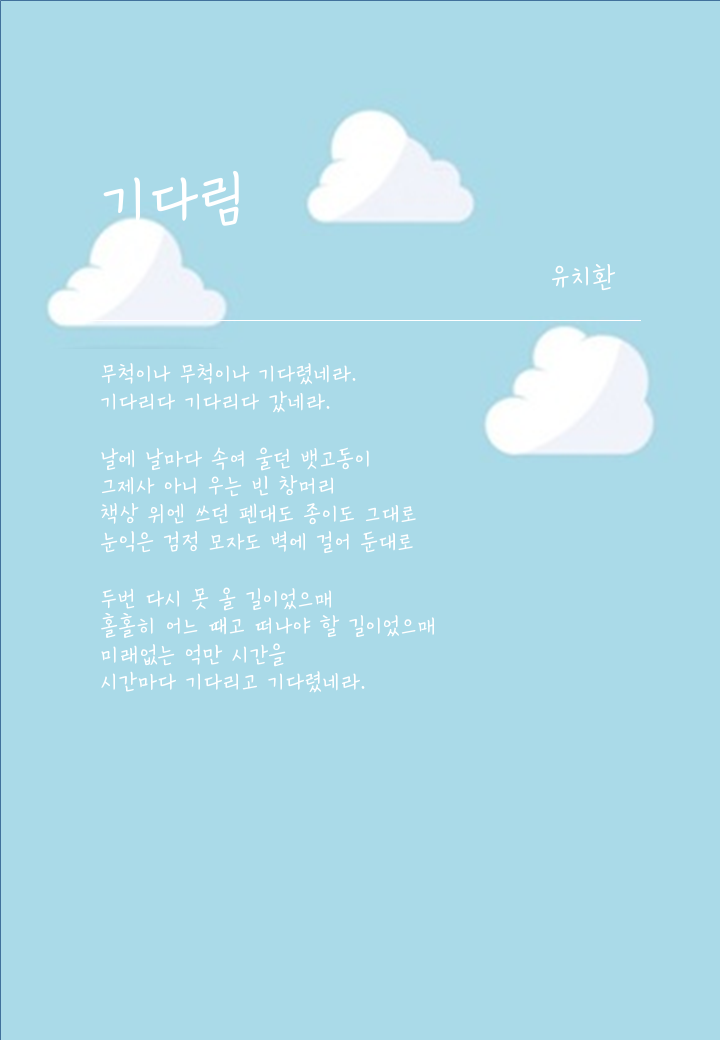 기다림
유치환
무척이나 무척이나 기다렸네라.
기다리다 기다리다 갔네라.
날에 날마다 속여 울던 뱃고동이
그제사 아니 우는 빈 창머리
책상 위엔 쓰던 펜대도 종이도 그대로
눈익은 검정 모자도 벽에 걸어 둔대로
두번 다시 못 올 길이었으매
홀홀히 어느 때고 떠나야 할 길이었으매
미래없는 억만 시간을
시간마다 기다리고 기다렸네라.